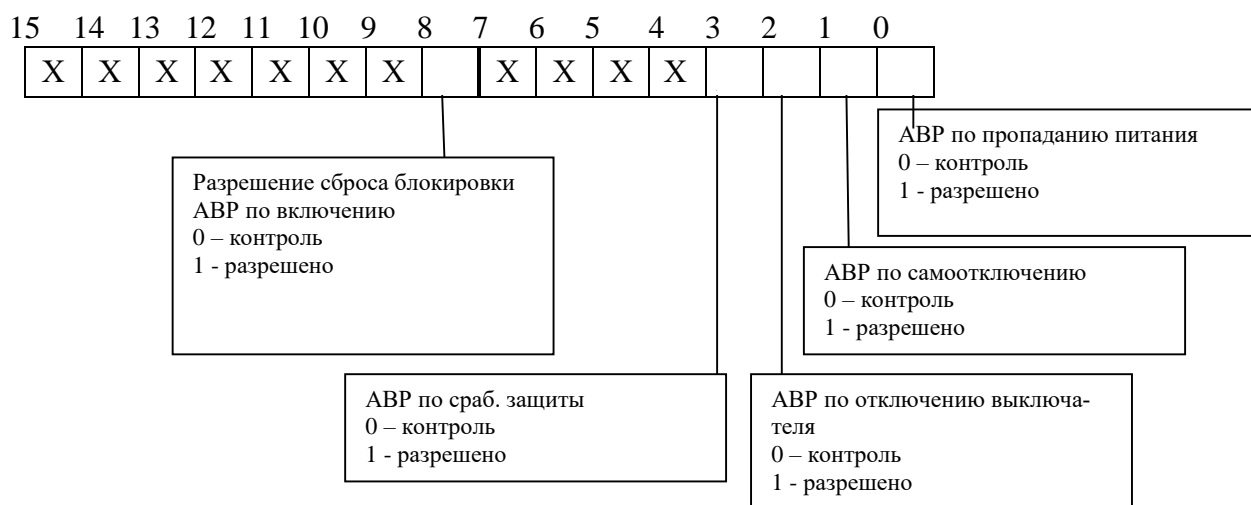 15 14 13 12 11 10 9 8 7 6 5 4 3 2 1 0
X X X X X X X X X X X
АВР по пропаданию питания
0 – контроль
1 - разрешено
Разрешение сброса блокировки
АВР по включению
0 – контроль
1 - разрешено
АВР по самоотключению
0 – контроль
1 - разрешено
АВР по сраб. защиты
0 – контроль
1 - разрешено
АВР по отключению выключа-
теля
0 – контроль
1 - разрешено